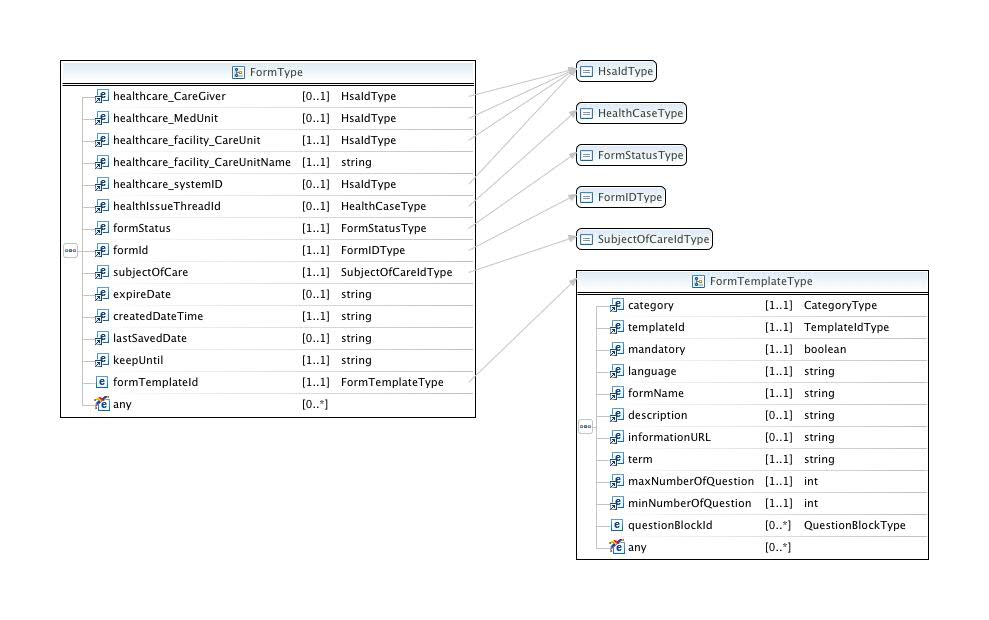 FormType
healthcare_CareGiver [0..1] HsaIdType
healthcare_MedUnit [0..1] HsaIdType
healthcare_facility_CareUnit [1..1] HsaIdType
healthcare_facility_CareUnitName [1..1] string
healthcare_systemID [0..1] HsaIdType
healthIssueThreadId [0..1] HealthCaseType
formStatus [1..1] FormStatusType
formId [1..1] FormIDType
subjectOfCare [1..1] SubjectOfCareIdType
expireDate [0..1] string
createdDateTime [1..1] string
lastSavedDate [0..1] string
keepUntil [1..1] string
formTemplateId [1..1] FormTemplateType
any [0..*]
HsaIdType
HealthCaseType
FormStatusType
FormIDType
SubjectOfCareIdType
FormTemplateType
category [1..1] CategoryType
templateId [1..1] TemplateIdType
mandatory [1..1] boolean
language [1..1] string
formName [1..1] string
description [0..1] string
informationURL [0..1] string
term [1..1] string
maxNumberOfQuestion [1..1] int
minNumberOfQuestion [1..1] int
questionBlockId [0..*] QuestionBlockType
any [0..*]